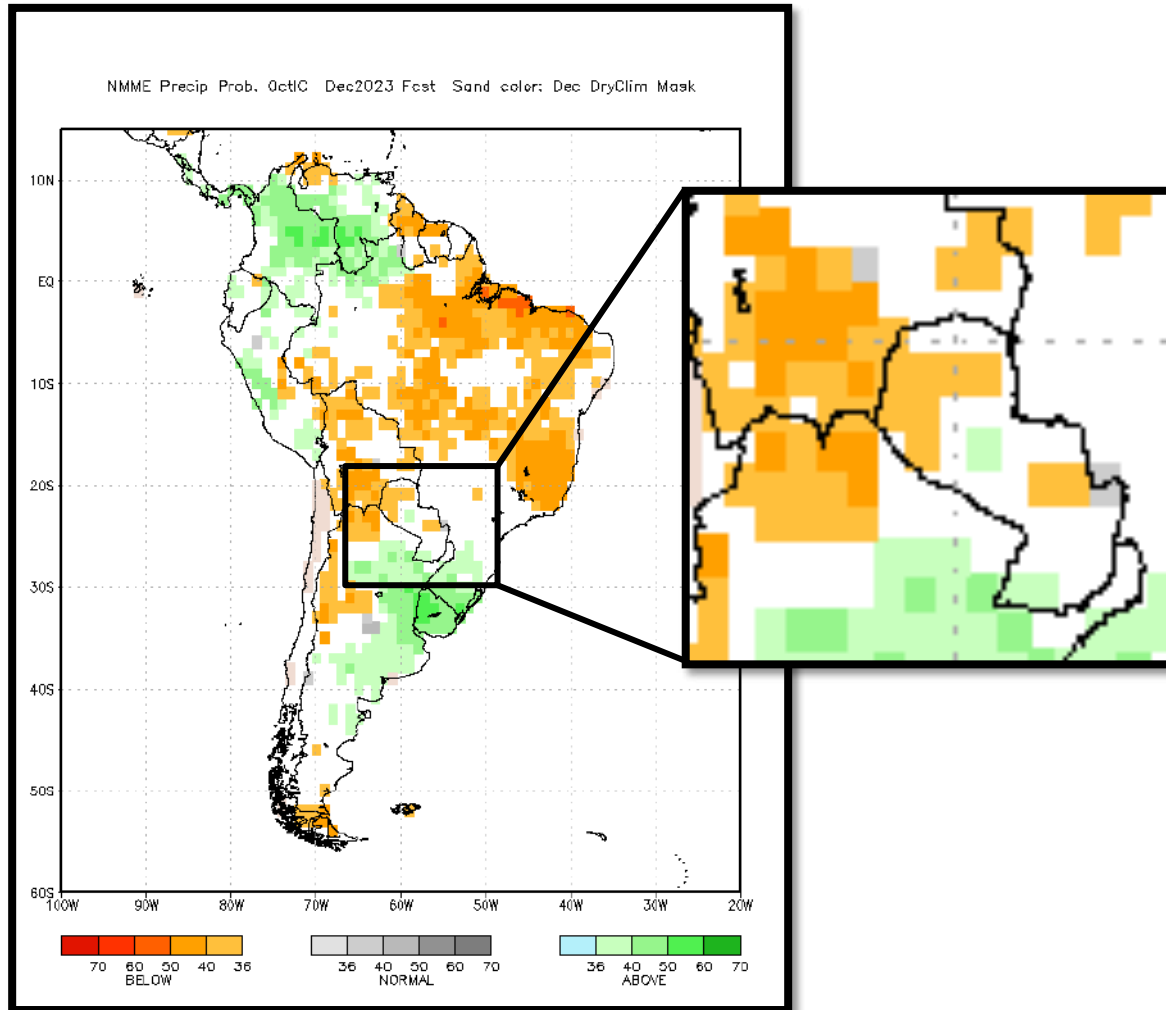 NMME Precip Prob. OctIC Dec2023 Fcst Sand color: Dec DryClim Mask
10N
EQ
10S
20S
30S
40S
50S
60S
100W 90W 80W 70W 60W 50W 40W 30W 20W
70 60 50 40 36
BELOW
36 40 50 60 70
NORMAL
36 40 50 60 70
ABOVE